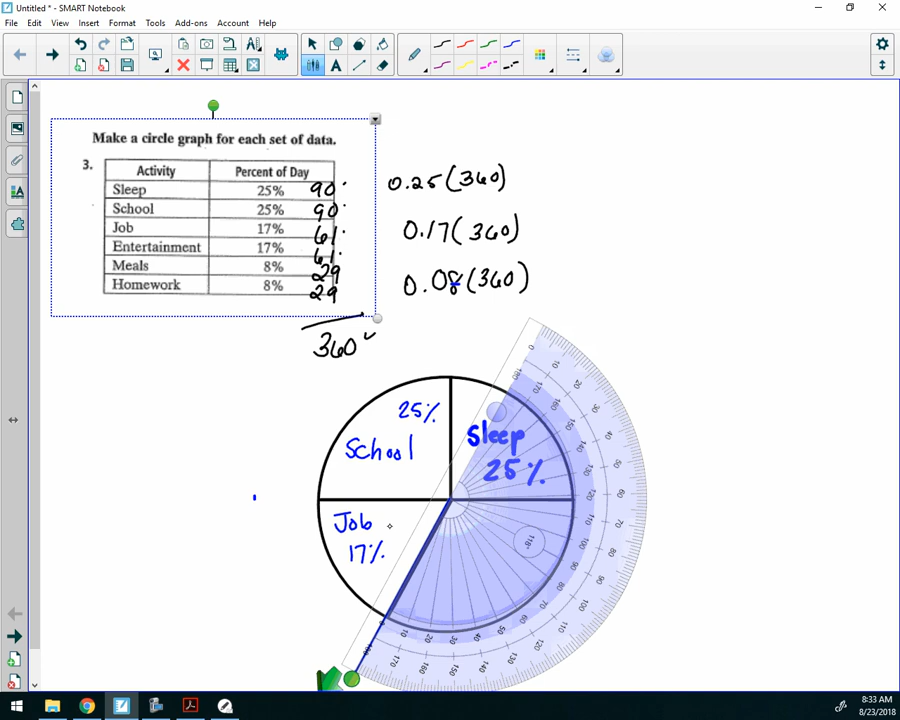 Untitled * - SMART Notebook
File Edit View Insert Format Tools Add-ons Account Help
Make a circle graph for each set of data.
3.
Activity Percent of Day
Sleep 25% 90°
School 25% 90°
Job 17% 61°
Entertainment 17% 61°
Meals 8% 29
Homework 8% 29
360°
0.25(360)
0.17(360)
0.08(360)
25%
School
Sleep
25%
Job
17%
118°
8:33 AM
8/23/2018